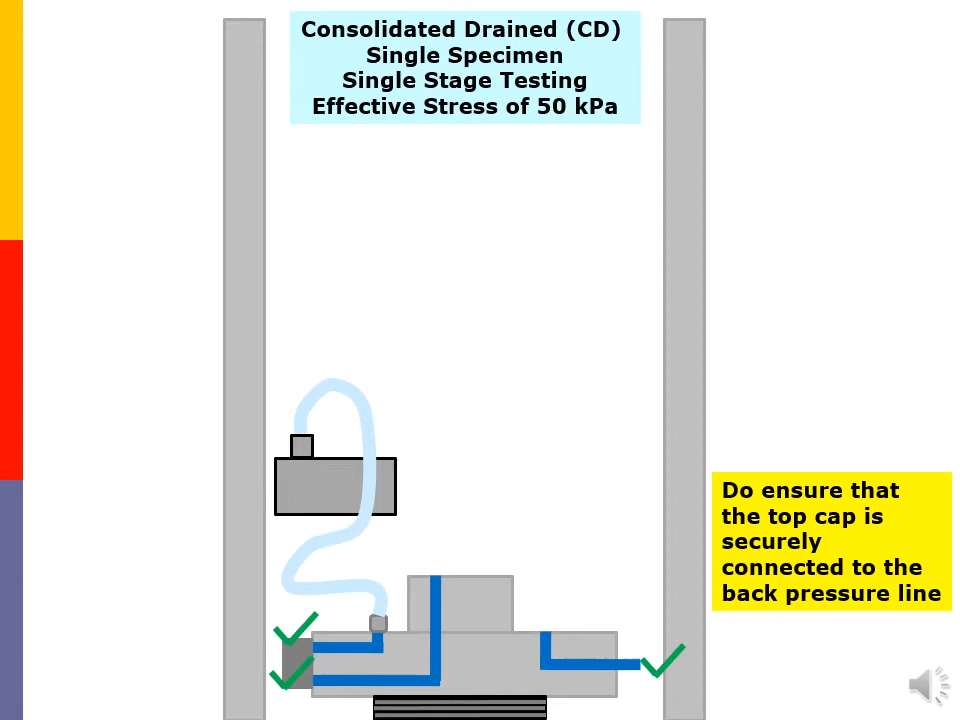 Consolidated Drained (CD)
Single Specimen
Single Stage Testing
Effective Stress of 50 kPa
Do ensure that
the top cap is
securely
connected to the
back pressure line